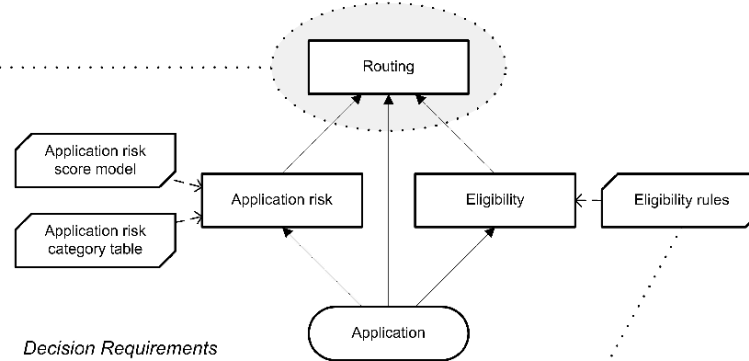 Routing
Application risk
score model
Application risk
Eligibility
Eligibility rules
Application risk
category table
Application
Decision Requirements